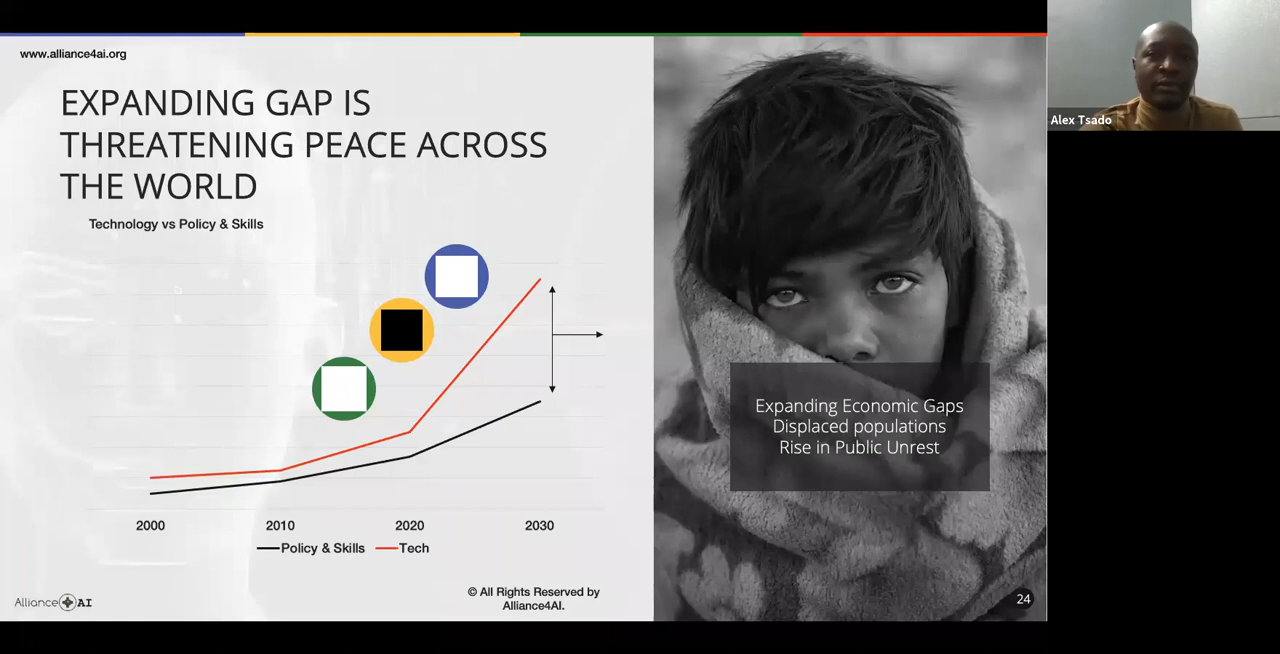 www.alliance4ai.org
EXPANDING GAP IS
THREATENING PEACE ACROSS
THE WORLD
Technology vs Policy & Skills
2000 2010 2020 2030
Policy & Skills Tech
Alliance AI
© All Rights Reserved by
Alliance4AI.
Expanding Economic Gaps
Displaced populations
Rise in Public Unrest
24
Alex Tsado